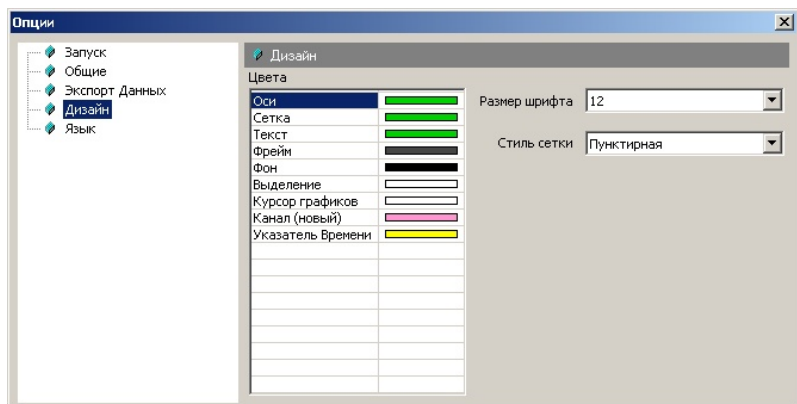 Опции
Запуск
Общие
Экспорт Данных
Дизайн
Язык
Дизайн
Цвета
Оси
Сетка
Текст
Фрейм
Фон
Выделение
Курсор графиков
Канал (новый)
Указатель Времени
Размер шрифта 12
Стиль сетки Пунктирная